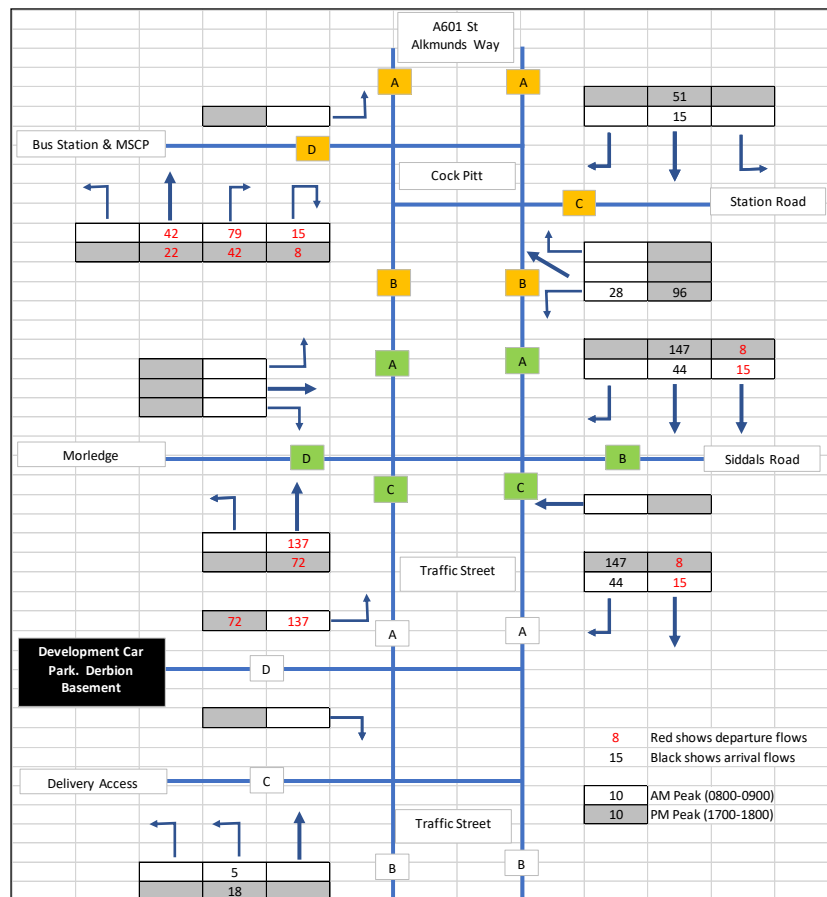 A601 St
Alkmunds Way
A A
51
15
Bus Station & MSCP
D
Cock Pitt
C
Station Road
42 79 15
22 42 8
B B
28 96
A A
147 8
44 15
Morledge
D
B
Siddals Road
C C
137
72
Traffic Street
147 8
44 15
72 137
A A
Development Car
Park. Derbion
Basement
D
8 Red shows departure flows
15 Black shows arrival flows
Delivery Access
C
10 AM Peak (0800-0900)
10 PM Peak (1700-1800)
Traffic Street
5
18
B B